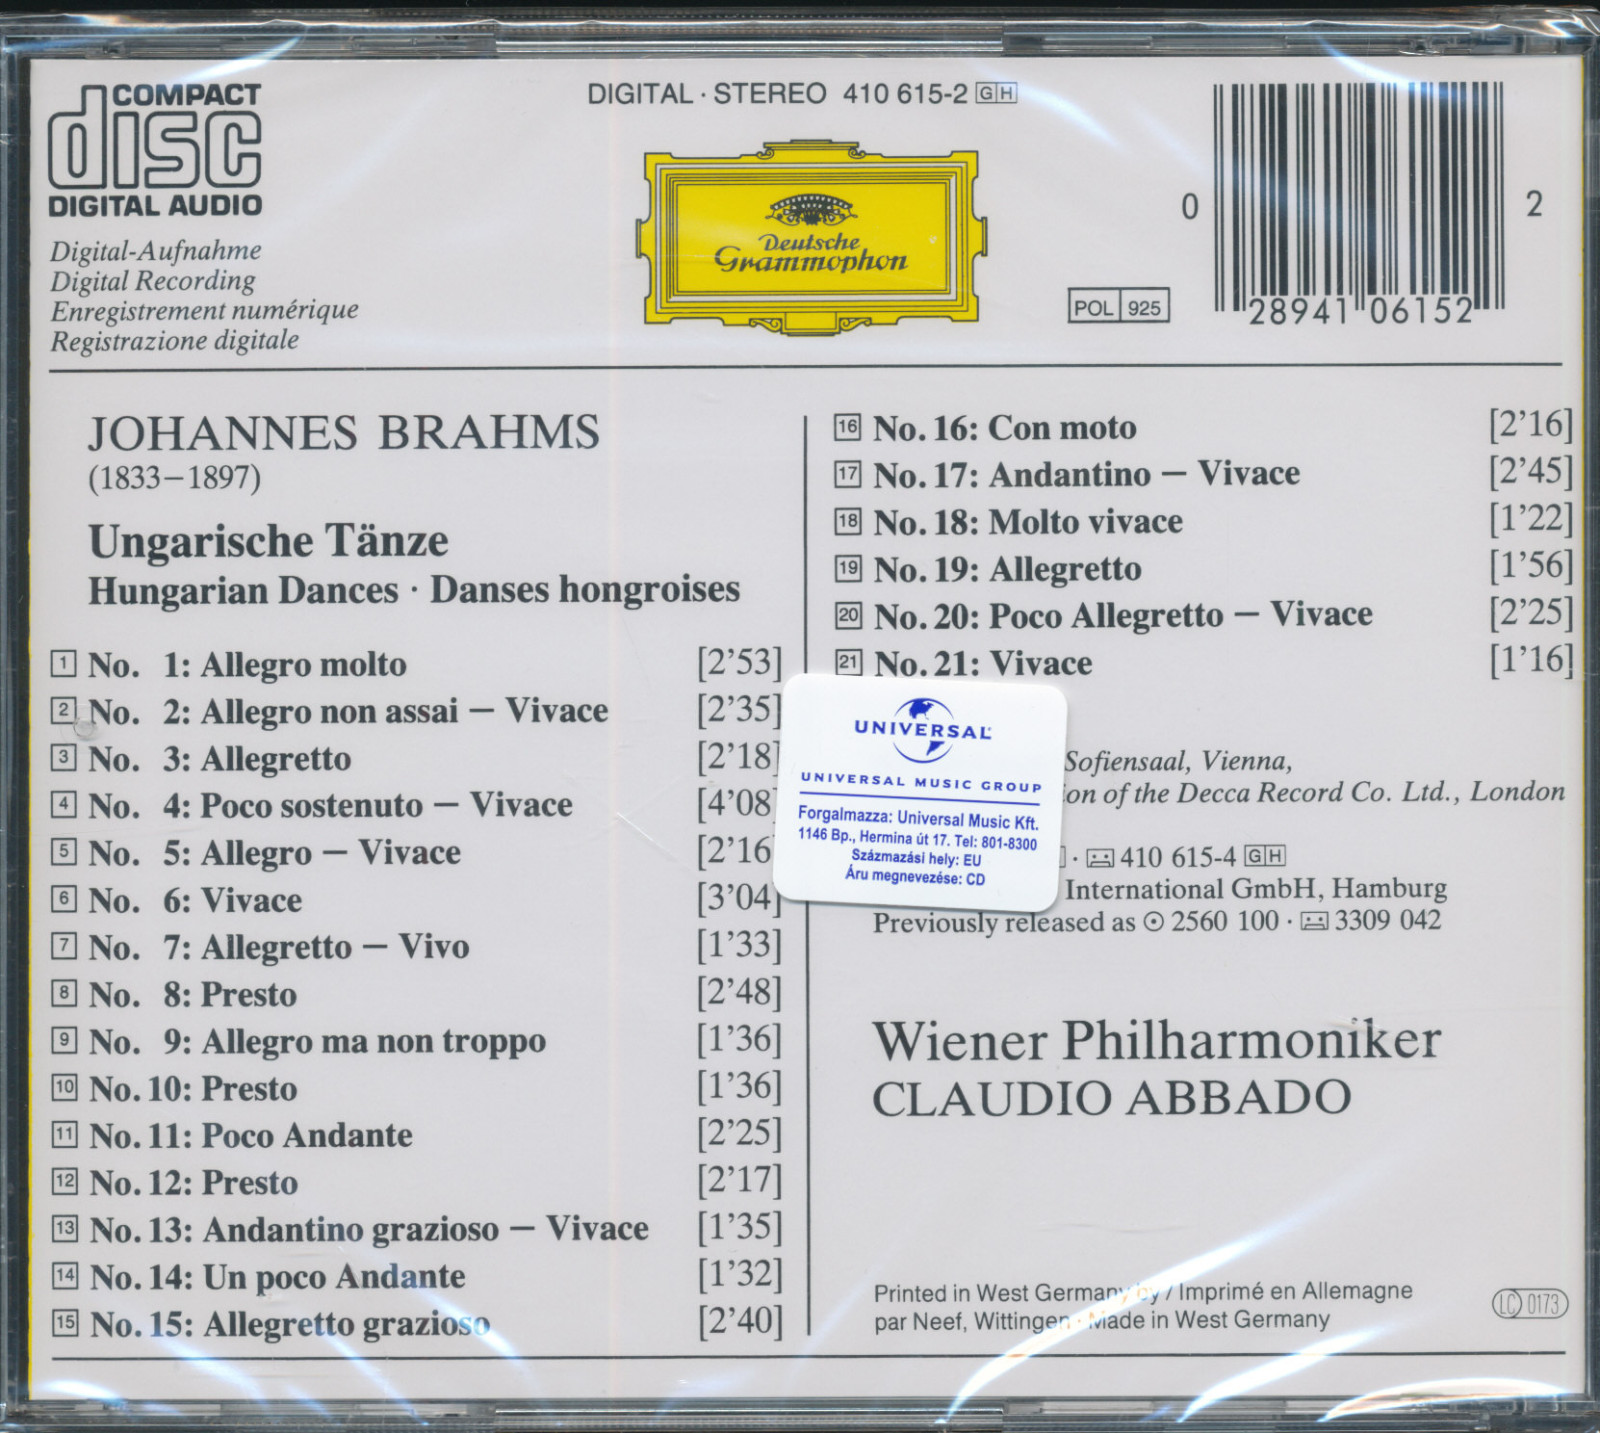 COMPACT
disc
DIGITAL AUDIO
DIGITAL · STEREO 410 615-2 GH
Deutsche
Grammophon
Digital-Aufnahme
Digital Recording
Enregistrement numérique
Registrazione digitale
POL 925
0 28941 06152 2
JOHANNES BRAHMS
(1833–1897)
Ungarische Tänze
Hungarian Dances · Danses hongroises
1 No. 1: Allegro molto [2'53]
2 No. 2: Allegro non assai – Vivace [2'35]
3 No. 3: Allegretto [2'18]
4 No. 4: Poco sostenuto – Vivace [4'08]
5 No. 5: Allegro – Vivace [2'16
6 No. 6: Vivace [3'04]
7 No. 7: Allegretto – Vivo [1'33]
8 No. 8: Presto [2'48]
9 No. 9: Allegro ma non troppo [1'36]
10 No. 10: Presto [1'36]
11 No. 11: Poco Andante [2'25]
12 No. 12: Presto [2'17]
13 No. 13: Andantino grazioso – Vivace [1'35]
14 No. 14: Un poco Andante [1'32]
15 No. 15: Allegretto grazioso [2'40]
16 No. 16: Con moto [2'16]
17 No. 17: Andantino – Vivace [2'45]
18 No. 18: Molto vivace [1'22]
19 No. 19: Allegretto [1'56]
20 No. 20: Poco Allegretto – Vivace [2'25]
21 No. 21: Vivace [1'16]
UNIVERSAL
UNIVERSAL MUSIC GROUP
Forgalmazza: Universal Music Kft.
1146 Bp., Hermina út 17. Tel: 801-8300
Százmazási hely: EU
Áru megnevezése: CD
Sofiensaal, Vienna,
of the Decca Record Co. Ltd., London
· 410 615-4 GH
International GmbH, Hamburg
Previously released as 2560 100 · 3309 042
Wiener Philharmoniker
CLAUDIO ABBADO
Printed in West Germany by / Imprimé en Allemagne
par Neef, Wittingen · Made in West Germany
LC 0173